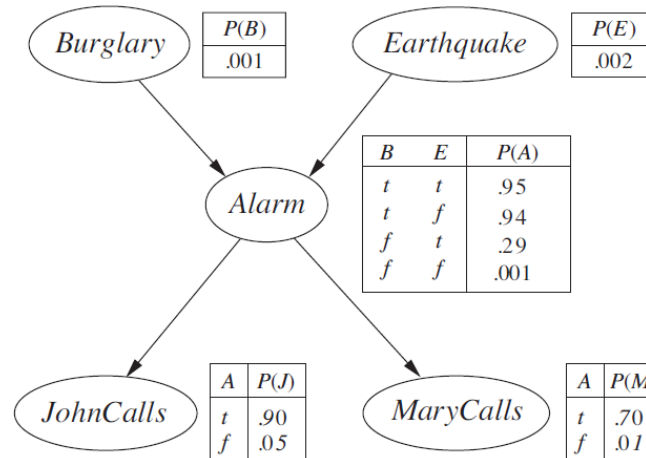 Burglary
P(B)
.001
Earthquake
P(E)
.002
Alarm
B E P(A)
t t .95
t f .94
f t .29
f f .001
JohnCalls
A P(J)
t .90
f .05
MaryCalls
A P(M
t .70
f .01